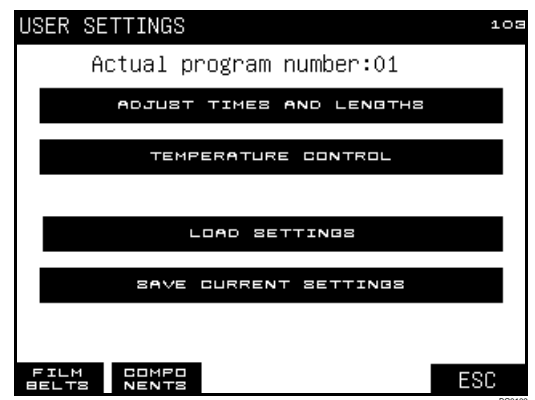 USER SETTINGS 103
Actual program number:01
ADJUST TIMES AND LENGTHS
TEMPERATURE CONTROL
LOAD SETTINGS
SAVE CURRENT SETTINGS
FILM
BELTS
COMPO
NENTS
ESC